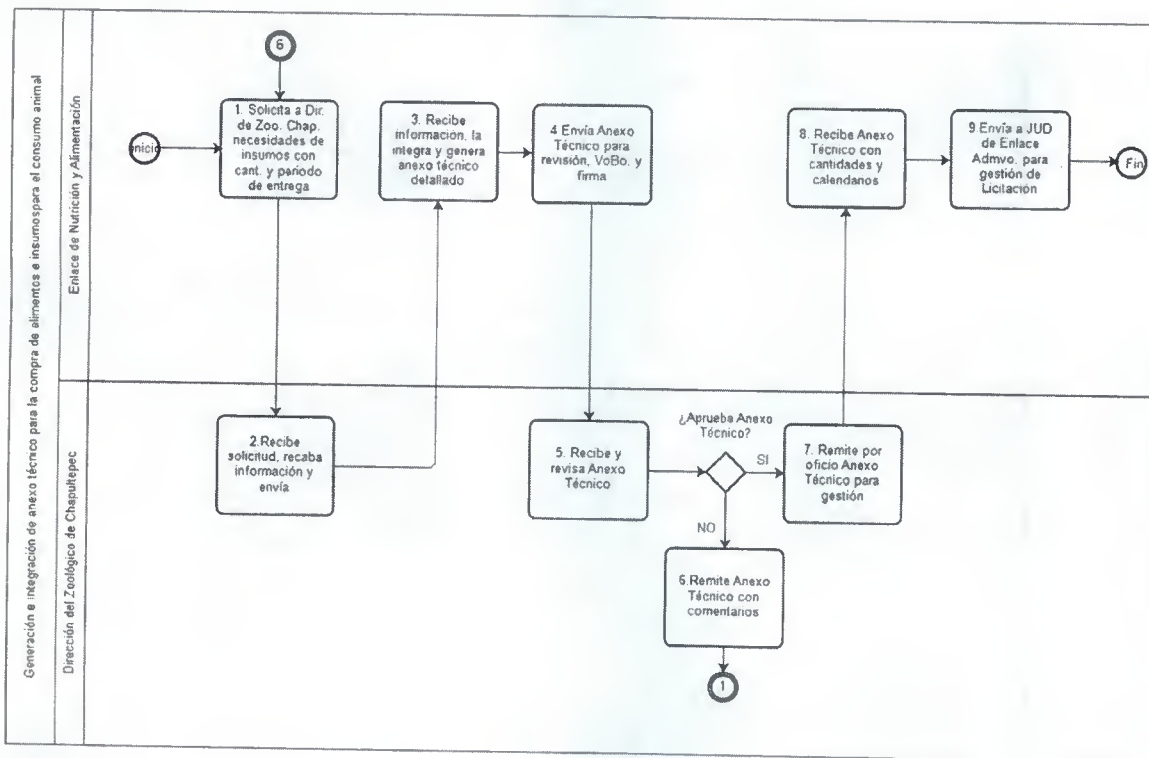 Generación e integración de anexo técnico para la compra de alimentos e insumospara el consumo animal
Enlace de Nutrición y Alimentación
6
Inicio
1. Solicita a Dir.
de Zoo. Chap.
necesidades de
insumos con
cant. y periodo
de entrega
3. Recibe
información, la
integra y genera
anexo técnico
detallado
4 Envía Anexo
Técnico para
revisión, VoBo, y
firma
8. Recibe Anexo
Técnico con
cantidades y
calendarios
9 Envía a JUD
de Enlace
Admvo. para
gestión de
Licitación
Fin
Dirección del Zoológico de Chapultepec
2.Recibe
solicitud, recaba
información y
envía
5. Recibe y
revisa Anexo
Técnico
¿Aprueba Anexo
Técnico?
SI
NO
7. Remite por
oficio Anexo
Técnico para
gestión
6.Remite Anexo
Técnico con
comentarios
1